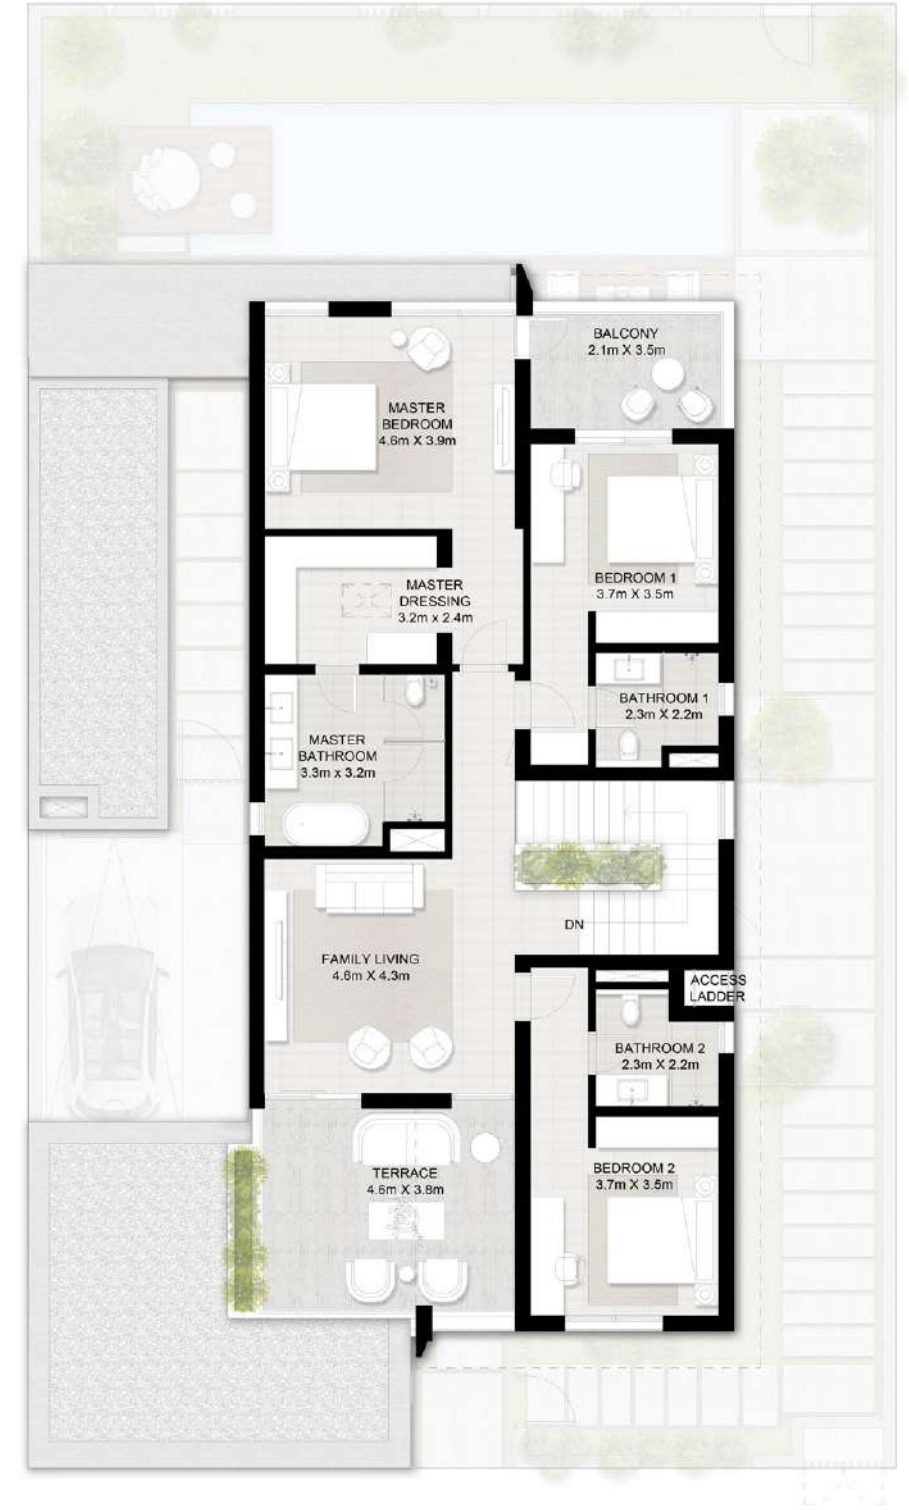 BALCONY
2.1m X 3.5m
MASTER
BEDROOM
4.6m X 3.9m
BEDROOM 1
3.7m X 3.5m
MASTER
DRESSING
3.2m x 2.4m
BATHROOM 1
2.3m X 2.2m
MASTER
BATHROOM
3.3m x 3.2m
DN
FAMILY LIVING
4.6m X 4.3m
ACCESS
LADDER
BATHROOM 2
2.3m X 2.2m
TERRACE
4.6m X 3.8m
BEDROOM 2
3.7m X 3.5m